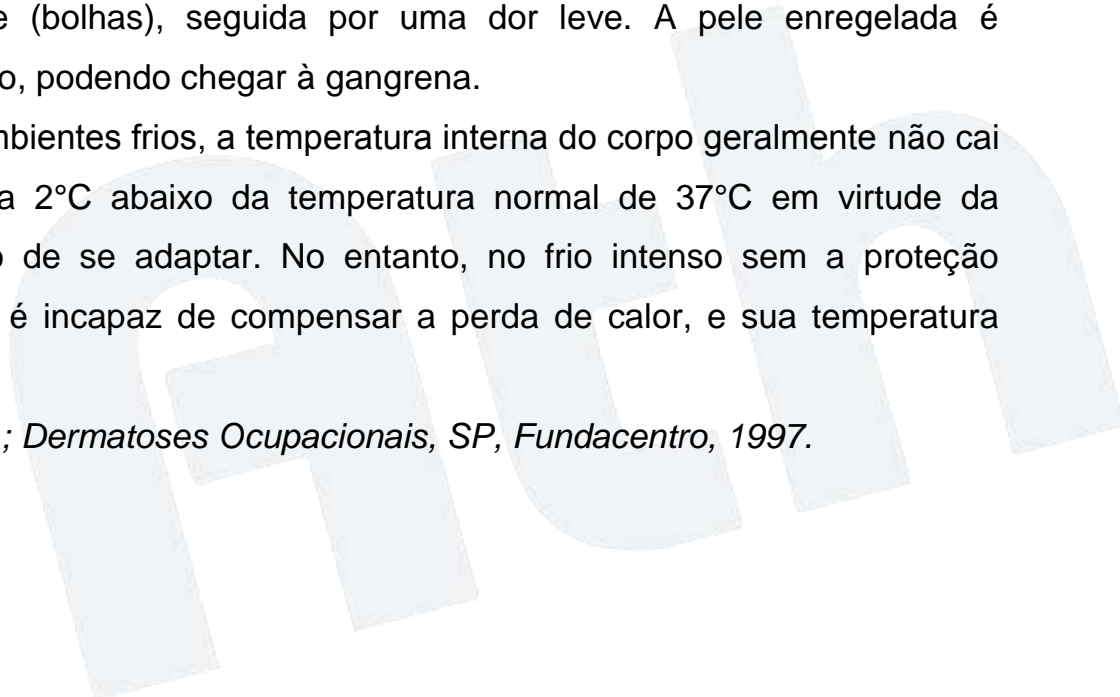 e (bolhas), seguida por uma dor leve. A pele enregelada é
o, podendo chegar à gangrena.
mbientes frios, a temperatura interna do corpo geralmente não cai
a 2°C abaixo da temperatura normal de 37°C em virtude da
o de se adaptar. No entanto, no frio intenso sem a proteção
é incapaz de compensar a perda de calor, e sua temperatura
; Dermatoses Ocupacionais, SP, Fundacentro, 1997.
Ath